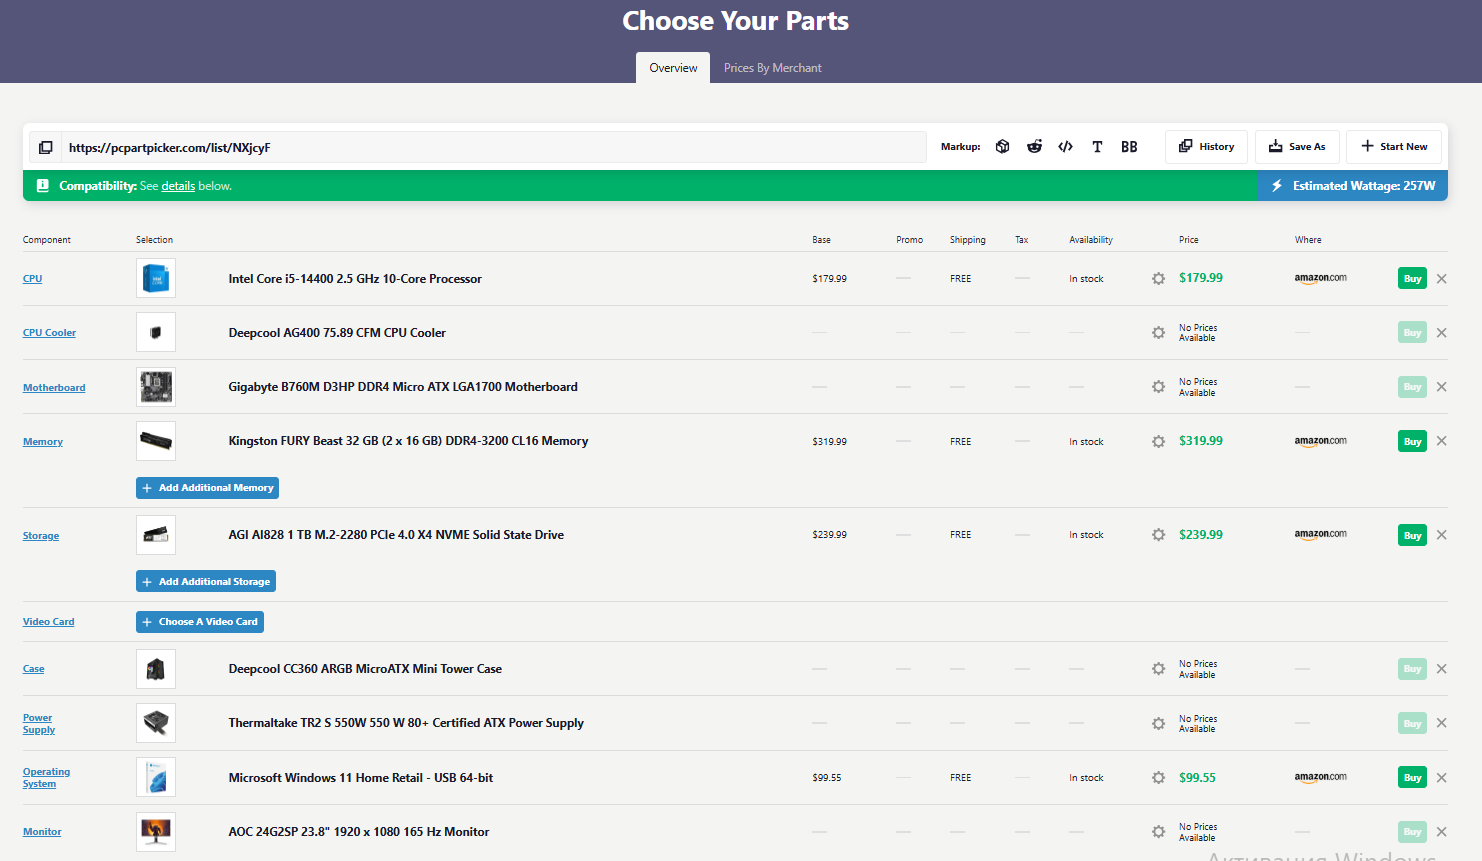 Choose Your Parts
Overview Prices By Merchant
https://pcpartpicker.com/list/NXjcyF Markup: T BB History Save As Start New
Compatibility: See details below. Estimated Wattage: 257W
Component Selection Base Promo Shipping Tax Availability Price Where
CPU Intel Core i5-14400 2.5 GHz 10-Core Processor $179.99 — FREE — In stock $179.99 amazon.com Buy
CPU Cooler Deepcool AG400 75.89 CFM CPU Cooler — — — — — No Prices Available — Buy
Motherboard Gigabyte B760M D3HP DDR4 Micro ATX LGA1700 Motherboard — — — — — No Prices Available — Buy
Memory Kingston FURY Beast 32 GB (2 x 16 GB) DDR4-3200 CL16 Memory $319.99 — FREE — In stock $319.99 amazon.com Buy
Add Additional Memory
Storage AGI AI828 1 TB M.2-2280 PCIe 4.0 X4 NVME Solid State Drive $239.99 — FREE — In stock $239.99 amazon.com Buy
Add Additional Storage
Video Card Choose A Video Card
Case Deepcool CC360 ARGB MicroATX Mini Tower Case — — — — — No Prices Available — Buy
Power Supply Thermaltake TR2 S 550W 550 W 80+ Certified ATX Power Supply — — — — — No Prices Available — Buy
Operating System Microsoft Windows 11 Home Retail - USB 64-bit $99.55 — FREE — In stock $99.55 amazon.com Buy
Monitor AOC 24G2SP 23.8" 1920 x 1080 165 Hz Monitor — — — — — No Prices Available — Buy
Активация Windows